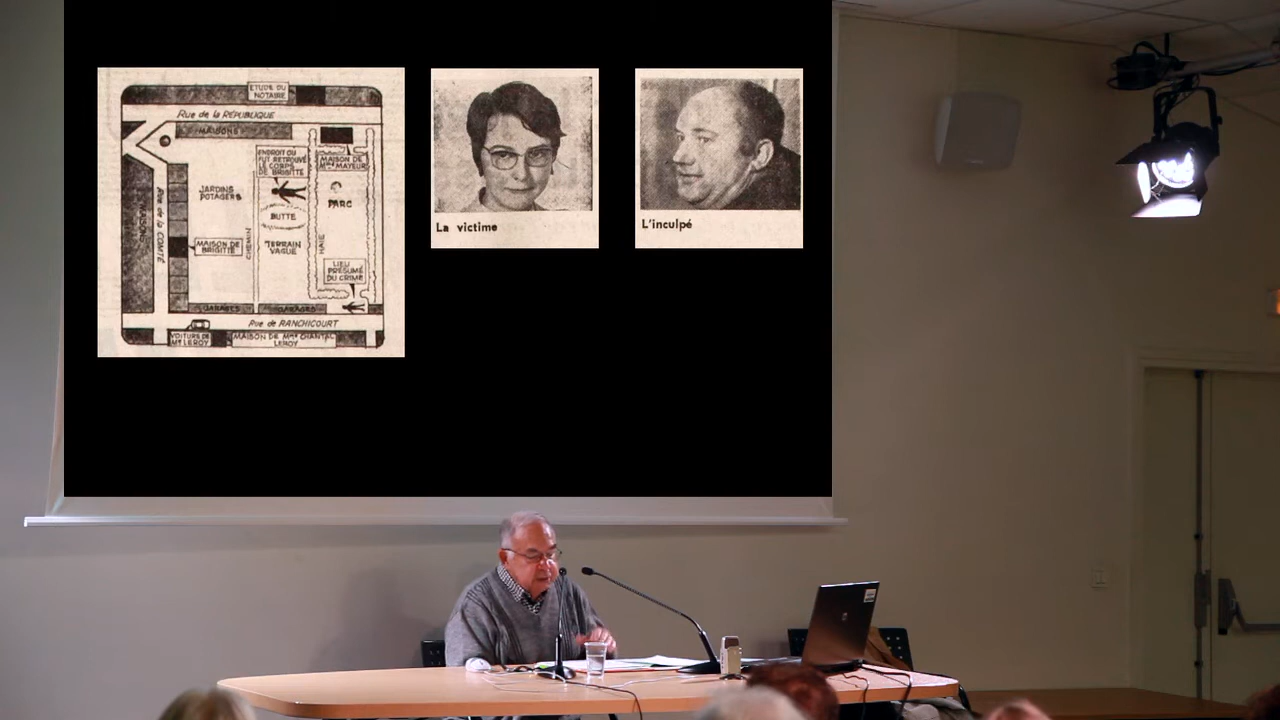 ETUDE DU
NOTAIRE
Rue de la RÉPUBLIQUE
MAISONS
ENDROIT OU
FUT RETROUVÉ
LE CORPS
DE BRIGITTE
MAISON DE
Mme MAYEUR
JARDINS
POTAGERS
PARC
BUTTE
MAISONS
Rue de la COMTÉ
MAISON DE
BRIGITTE
CHEMIN
TERRAIN
VAGUE
HAIE
LIEU
PRÉSUMÉ
DU CRIME
GARAGES
GARAGES
Rue de RANCHICOURT
VOITURE DE
Me LEROY
MAISON DE Mme CHANTAL
LEROY
La victime
L'inculpé